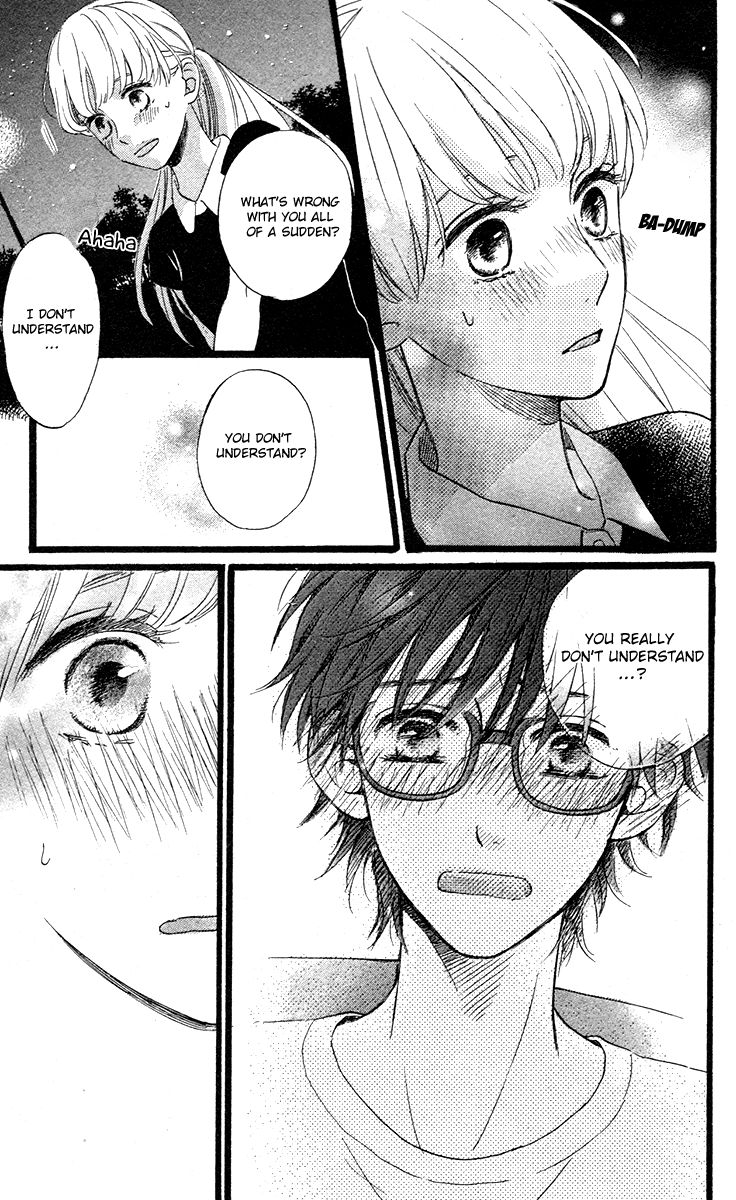 BA-DUMP
WHAT'S WRONG
WITH YOU ALL
OF A SUDDEN?
Ahaha
I DON'T
UNDERSTAND
...
YOU DON'T
UNDERSTAND?
YOU REALLY
DON'T UNDERSTAND
...?